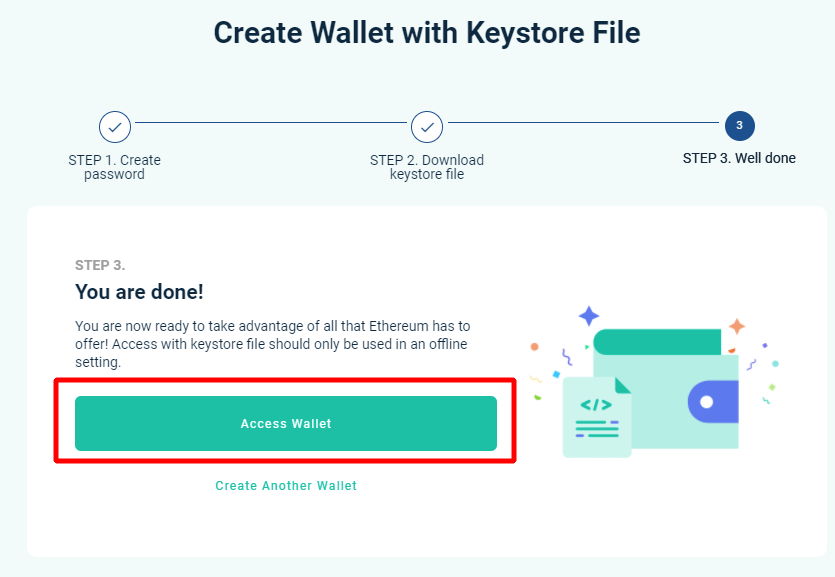 Create Wallet with Keystore File
3
STEP 1. Create
password
STEP 2. Download
keystore file
STEP 3. Well done
STEP 3.
You are done!
You are now ready to take advantage of all that Ethereum has to
offer! Access with keystore file should only be used in an offline
setting.
</>
Access Wallet
Create Another Wallet